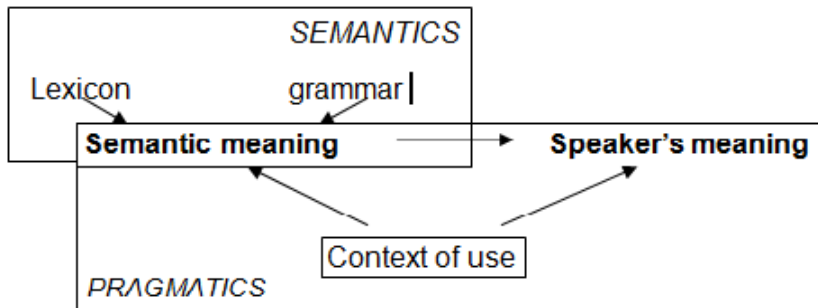 SEMANTICS
Lexicon grammar
Semantic meaning Speaker's meaning
Context of use
PRAGMATICS